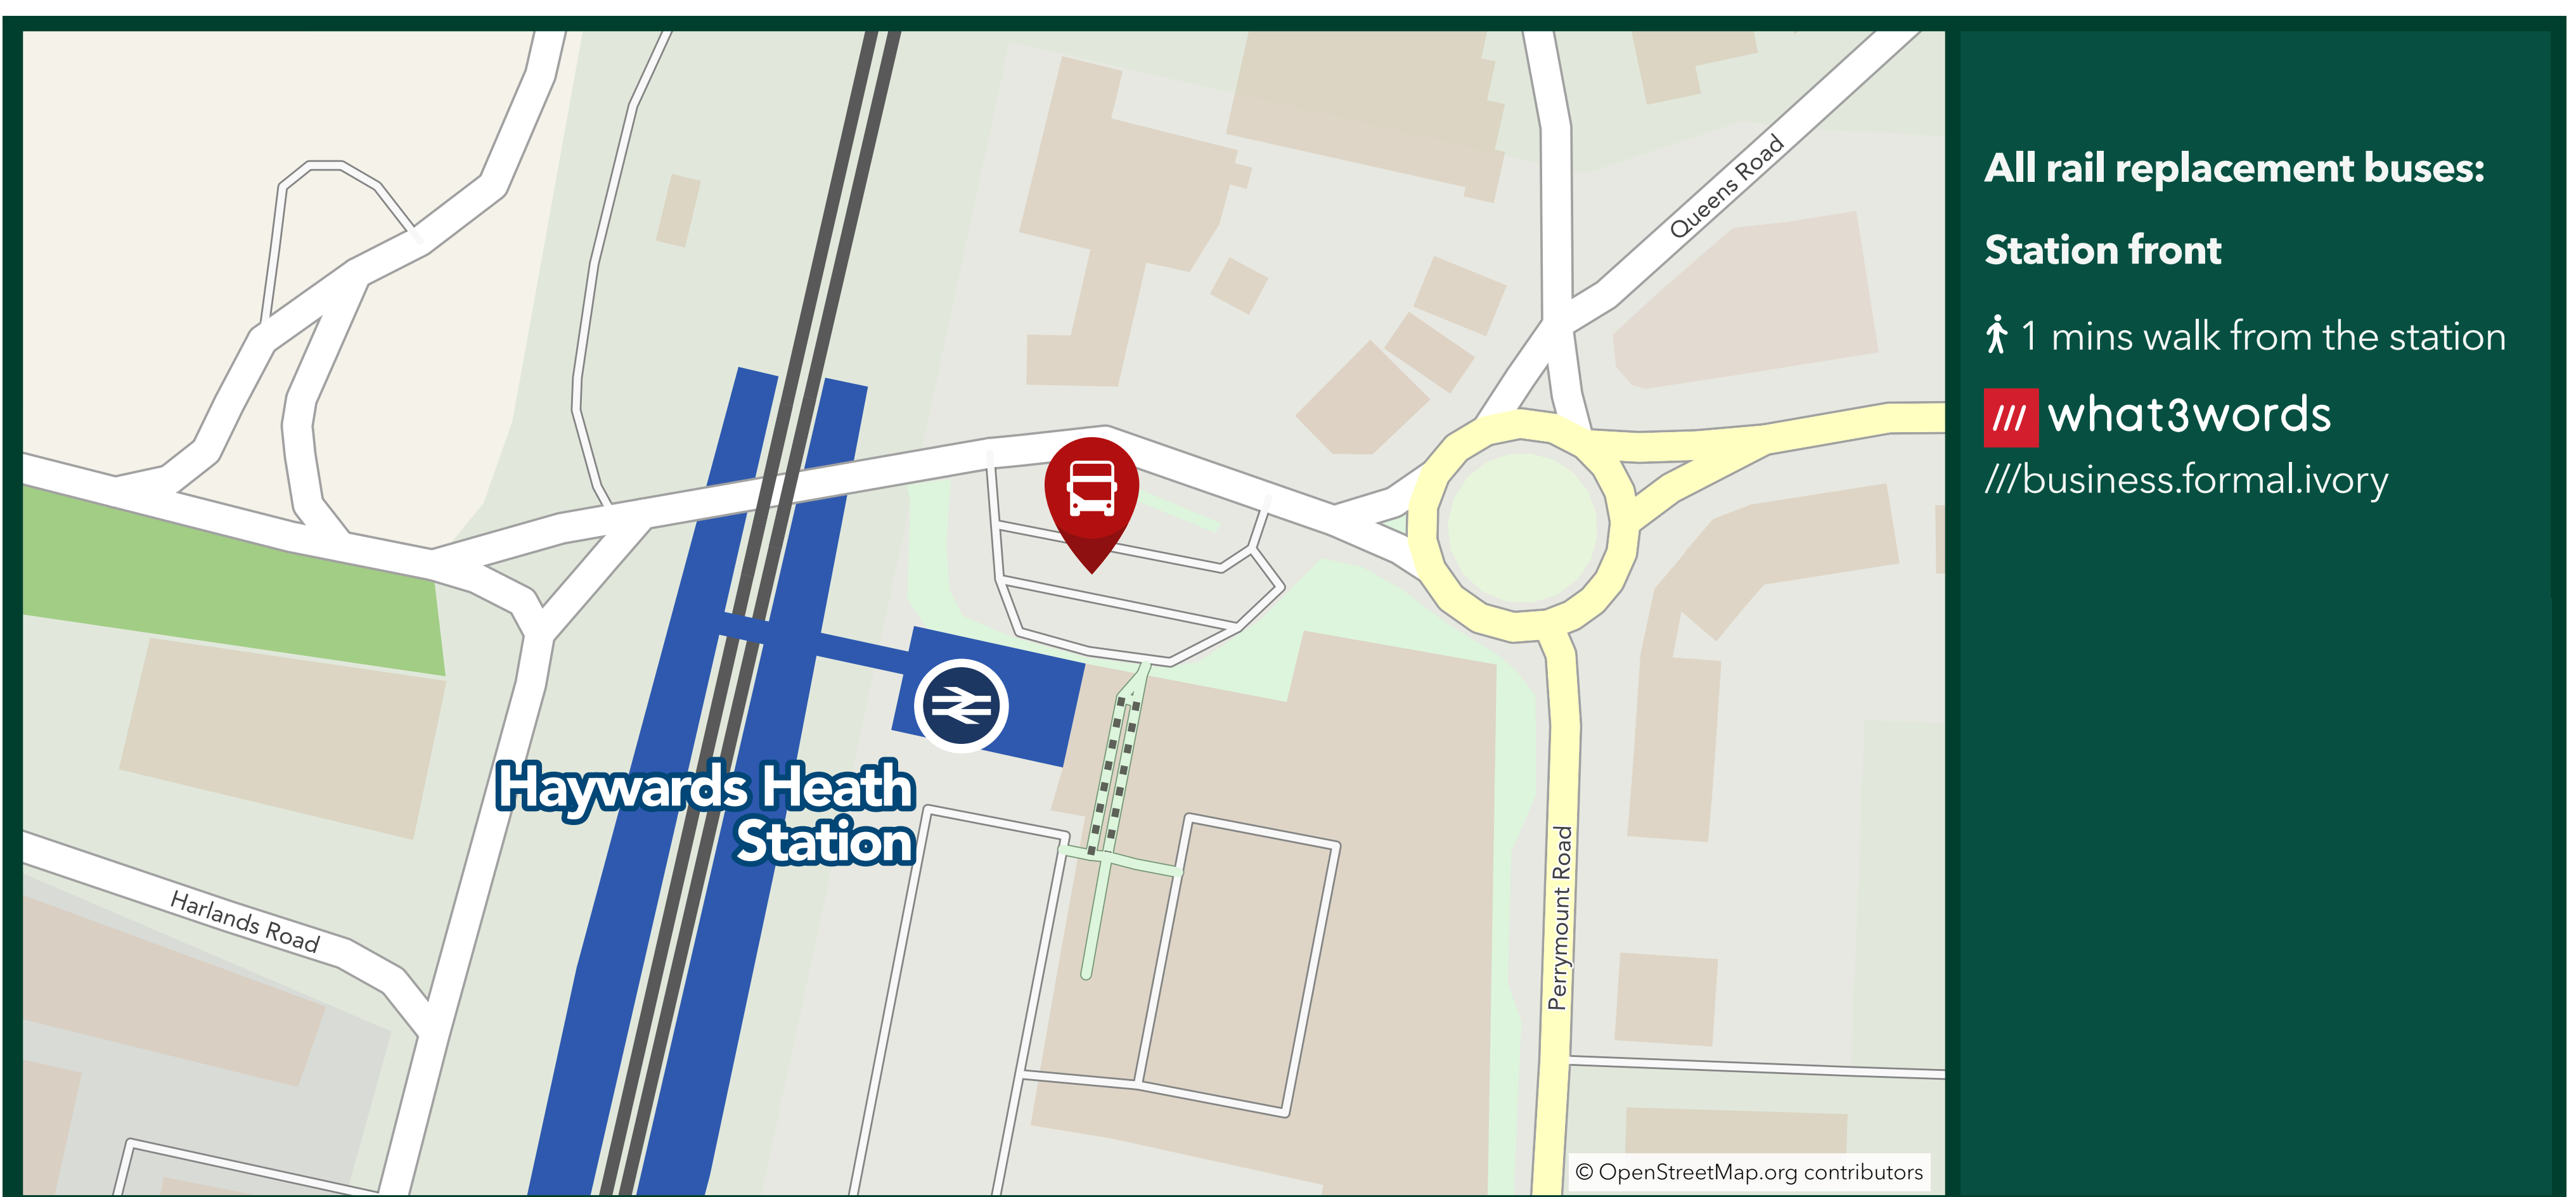 All rail replacement buses:
Station front
1 mins walk from the station
what3words
///business.formal.ivory
Queens Road
Haywards Heath
Station
Harlands Road
Perrymount Road
© OpenStreetMap.org contributors